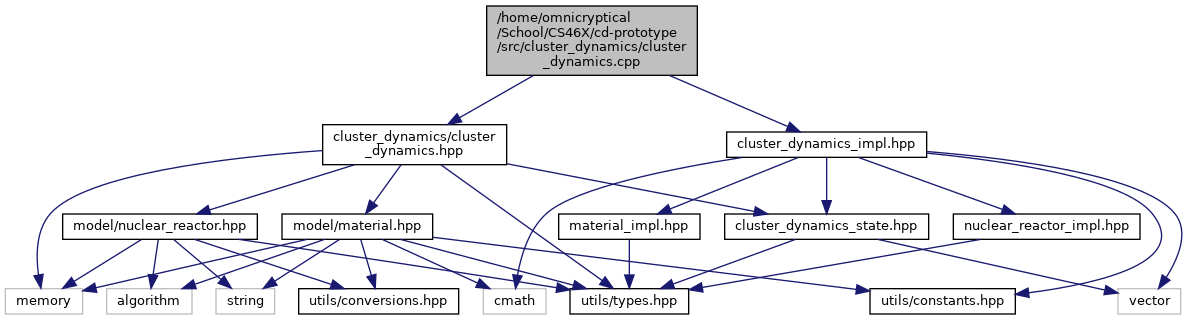 /home/omnicryptical
/School/CS46X/cd-prototype
/src/cluster_dynamics/cluster
_dynamics.cpp
cluster_dynamics/cluster
_dynamics.hpp
cluster_dynamics_impl.hpp
model/nuclear_reactor.hpp
model/material.hpp
material_impl.hpp
cluster_dynamics_state.hpp
nuclear_reactor_impl.hpp
memory
algorithm
string
utils/conversions.hpp
cmath
utils/types.hpp
utils/constants.hpp
vector